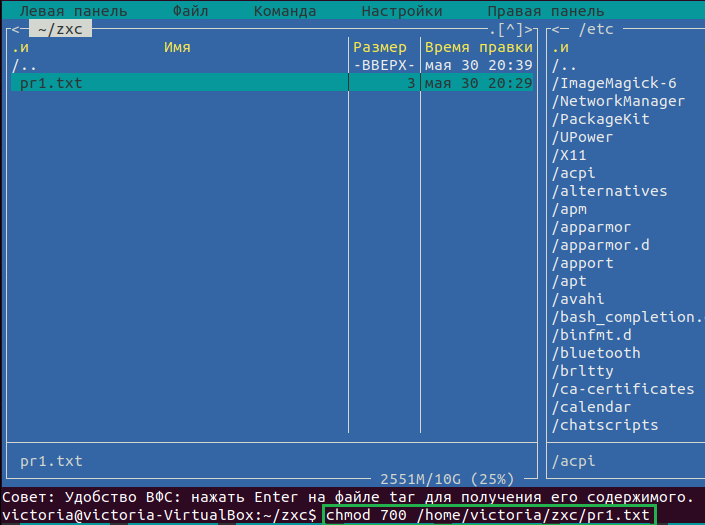 Левая панель Файл Команда Настройки Правая панель
<- ~/zxc .[^]> <- /etc
.и Имя Размер Время правки .и
/.. -ВВЕРХ- мая 30 20:39 /..
pr1.txt 3 мая 30 20:29 /ImageMagick-6
/NetworkManager
/PackageKit
/UPower
/X11
/acpi
/alternatives
/apm
/apparmor
/apparmor.d
/apport
/apt
/avahi
/bash_completion.
/binfmt.d
/bluetooth
/brltty
/ca-certificates
/calendar
/chatscripts
pr1.txt /acpi
2551M/10G (25%)
Совет: Удобство ВФС: нажать Enter на файле tar для получения его содержимого.
victoria@victoria-VirtualBox:~/zxc$ chmod 700 /home/victoria/zxc/pr1.txt